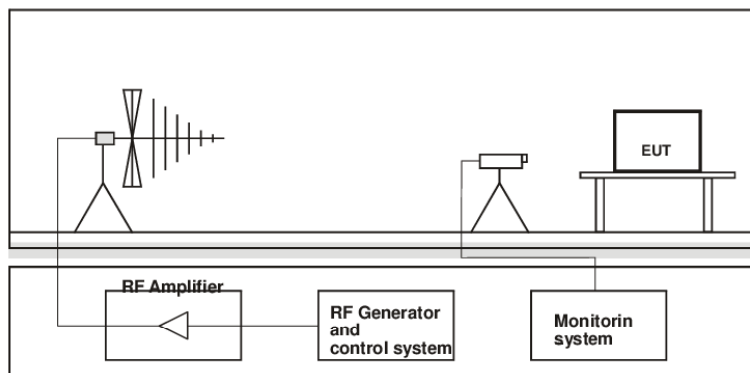 EUT
RF Amplifier
RF Generator
and
control system
Monitorin
system